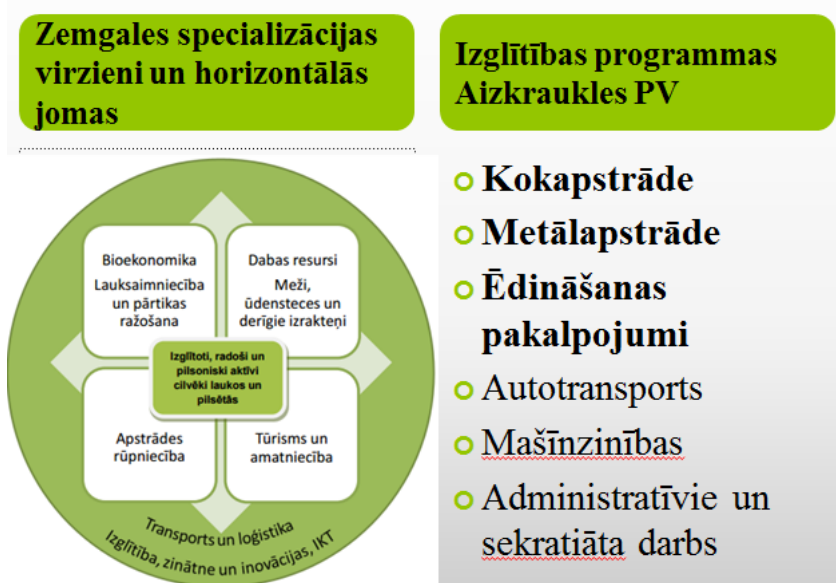 Zemgales specializācijas
virzieni un horizontālās
jomas
Izglītības programmas
Aizkraukles PV
Bioekonomika
Lauksaimniecība
un pārtikas
ražošana
Dabas resursi
Meži,
ūdensteces un
derīgie izrakteņi
Izglītoti, radoši un
pilsoniski aktīvi
cilvēki laukos un
pilsētās
Apstrādes
rūpniecība
Tūrisms un
amatniecība
Transports un loģistika
Izglītība, zinātne un inovācijas, IKT
Kokapstrāde
Metālapstrāde
Ēdināšanas
pakalpojumi
Autotransports
Mašīnzinības
Administratīvie un
sekratiāta darbs